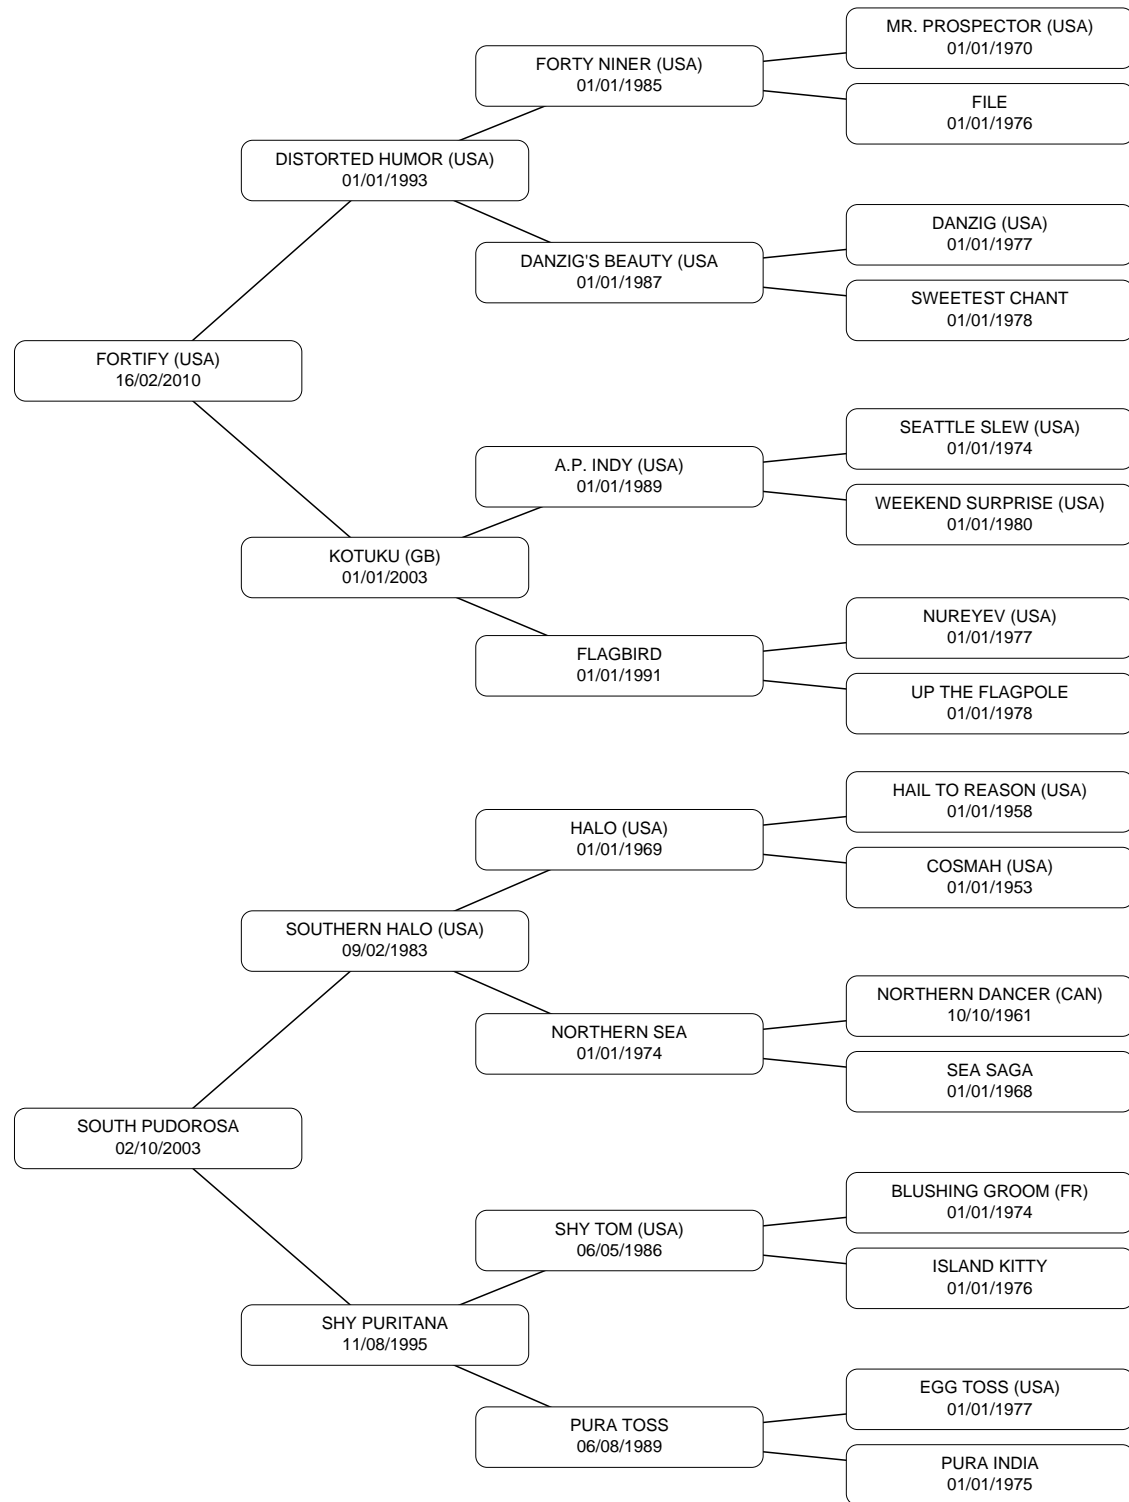 MR. PROSPECTOR (USA)
01/01/1970
FORTY NINER (USA)
01/01/1985
FILE
01/01/1976
DISTORTED HUMOR (USA)
01/01/1993
DANZIG (USA)
01/01/1977
DANZIG'S BEAUTY (USA
01/01/1987
SWEETEST CHANT
01/01/1978
FORTIFY (USA)
16/02/2010
SEATTLE SLEW (USA)
01/01/1974
A.P. INDY (USA)
01/01/1989
WEEKEND SURPRISE (USA)
01/01/1980
KOTUKU (GB)
01/01/2003
NUREYEV (USA)
01/01/1977
FLAGBIRD
01/01/1991
UP THE FLAGPOLE
01/01/1978
HAIL TO REASON (USA)
01/01/1958
HALO (USA)
01/01/1969
COSMAH (USA)
01/01/1953
SOUTHERN HALO (USA)
09/02/1983
NORTHERN DANCER (CAN)
10/10/1961
NORTHERN SEA
01/01/1974
SEA SAGA
01/01/1968
SOUTH PUDOROSA
02/10/2003
BLUSHING GROOM (FR)
01/01/1974
SHY TOM (USA)
06/05/1986
ISLAND KITTY
01/01/1976
SHY PURITANA
11/08/1995
EGG TOSS (USA)
01/01/1977
PURA TOSS
06/08/1989
PURA INDIA
01/01/1975